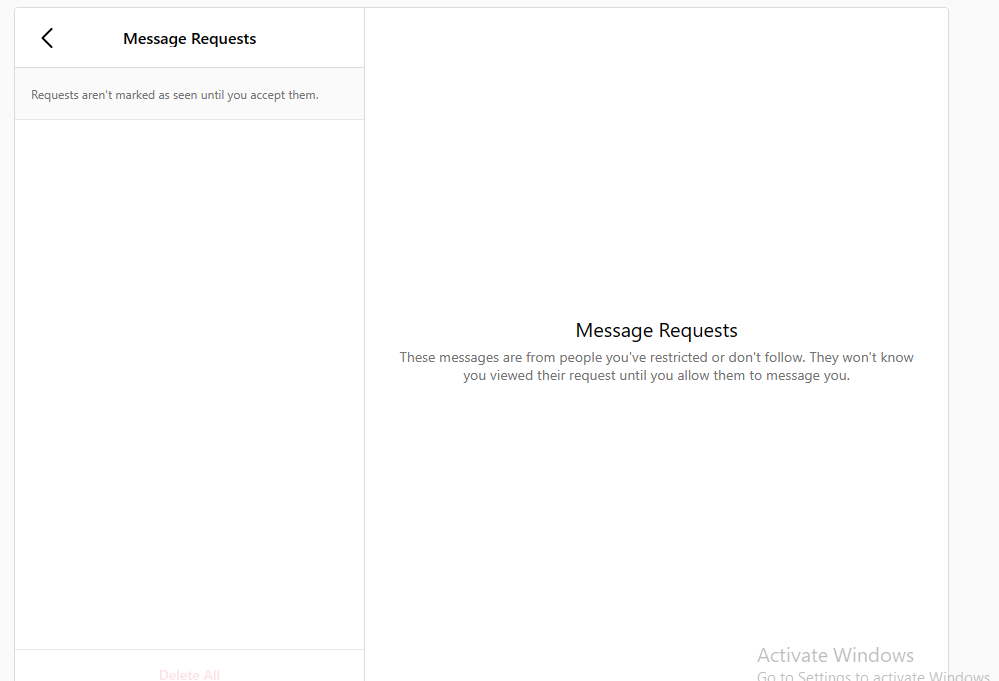 Message Requests
Requests aren't marked as seen until you accept them.
Message Requests
These messages are from people you've restricted or don't follow. They won't know
you viewed their request until you allow them to message you.
Delete All
Activate Windows
Go to Settings to activate Windows.